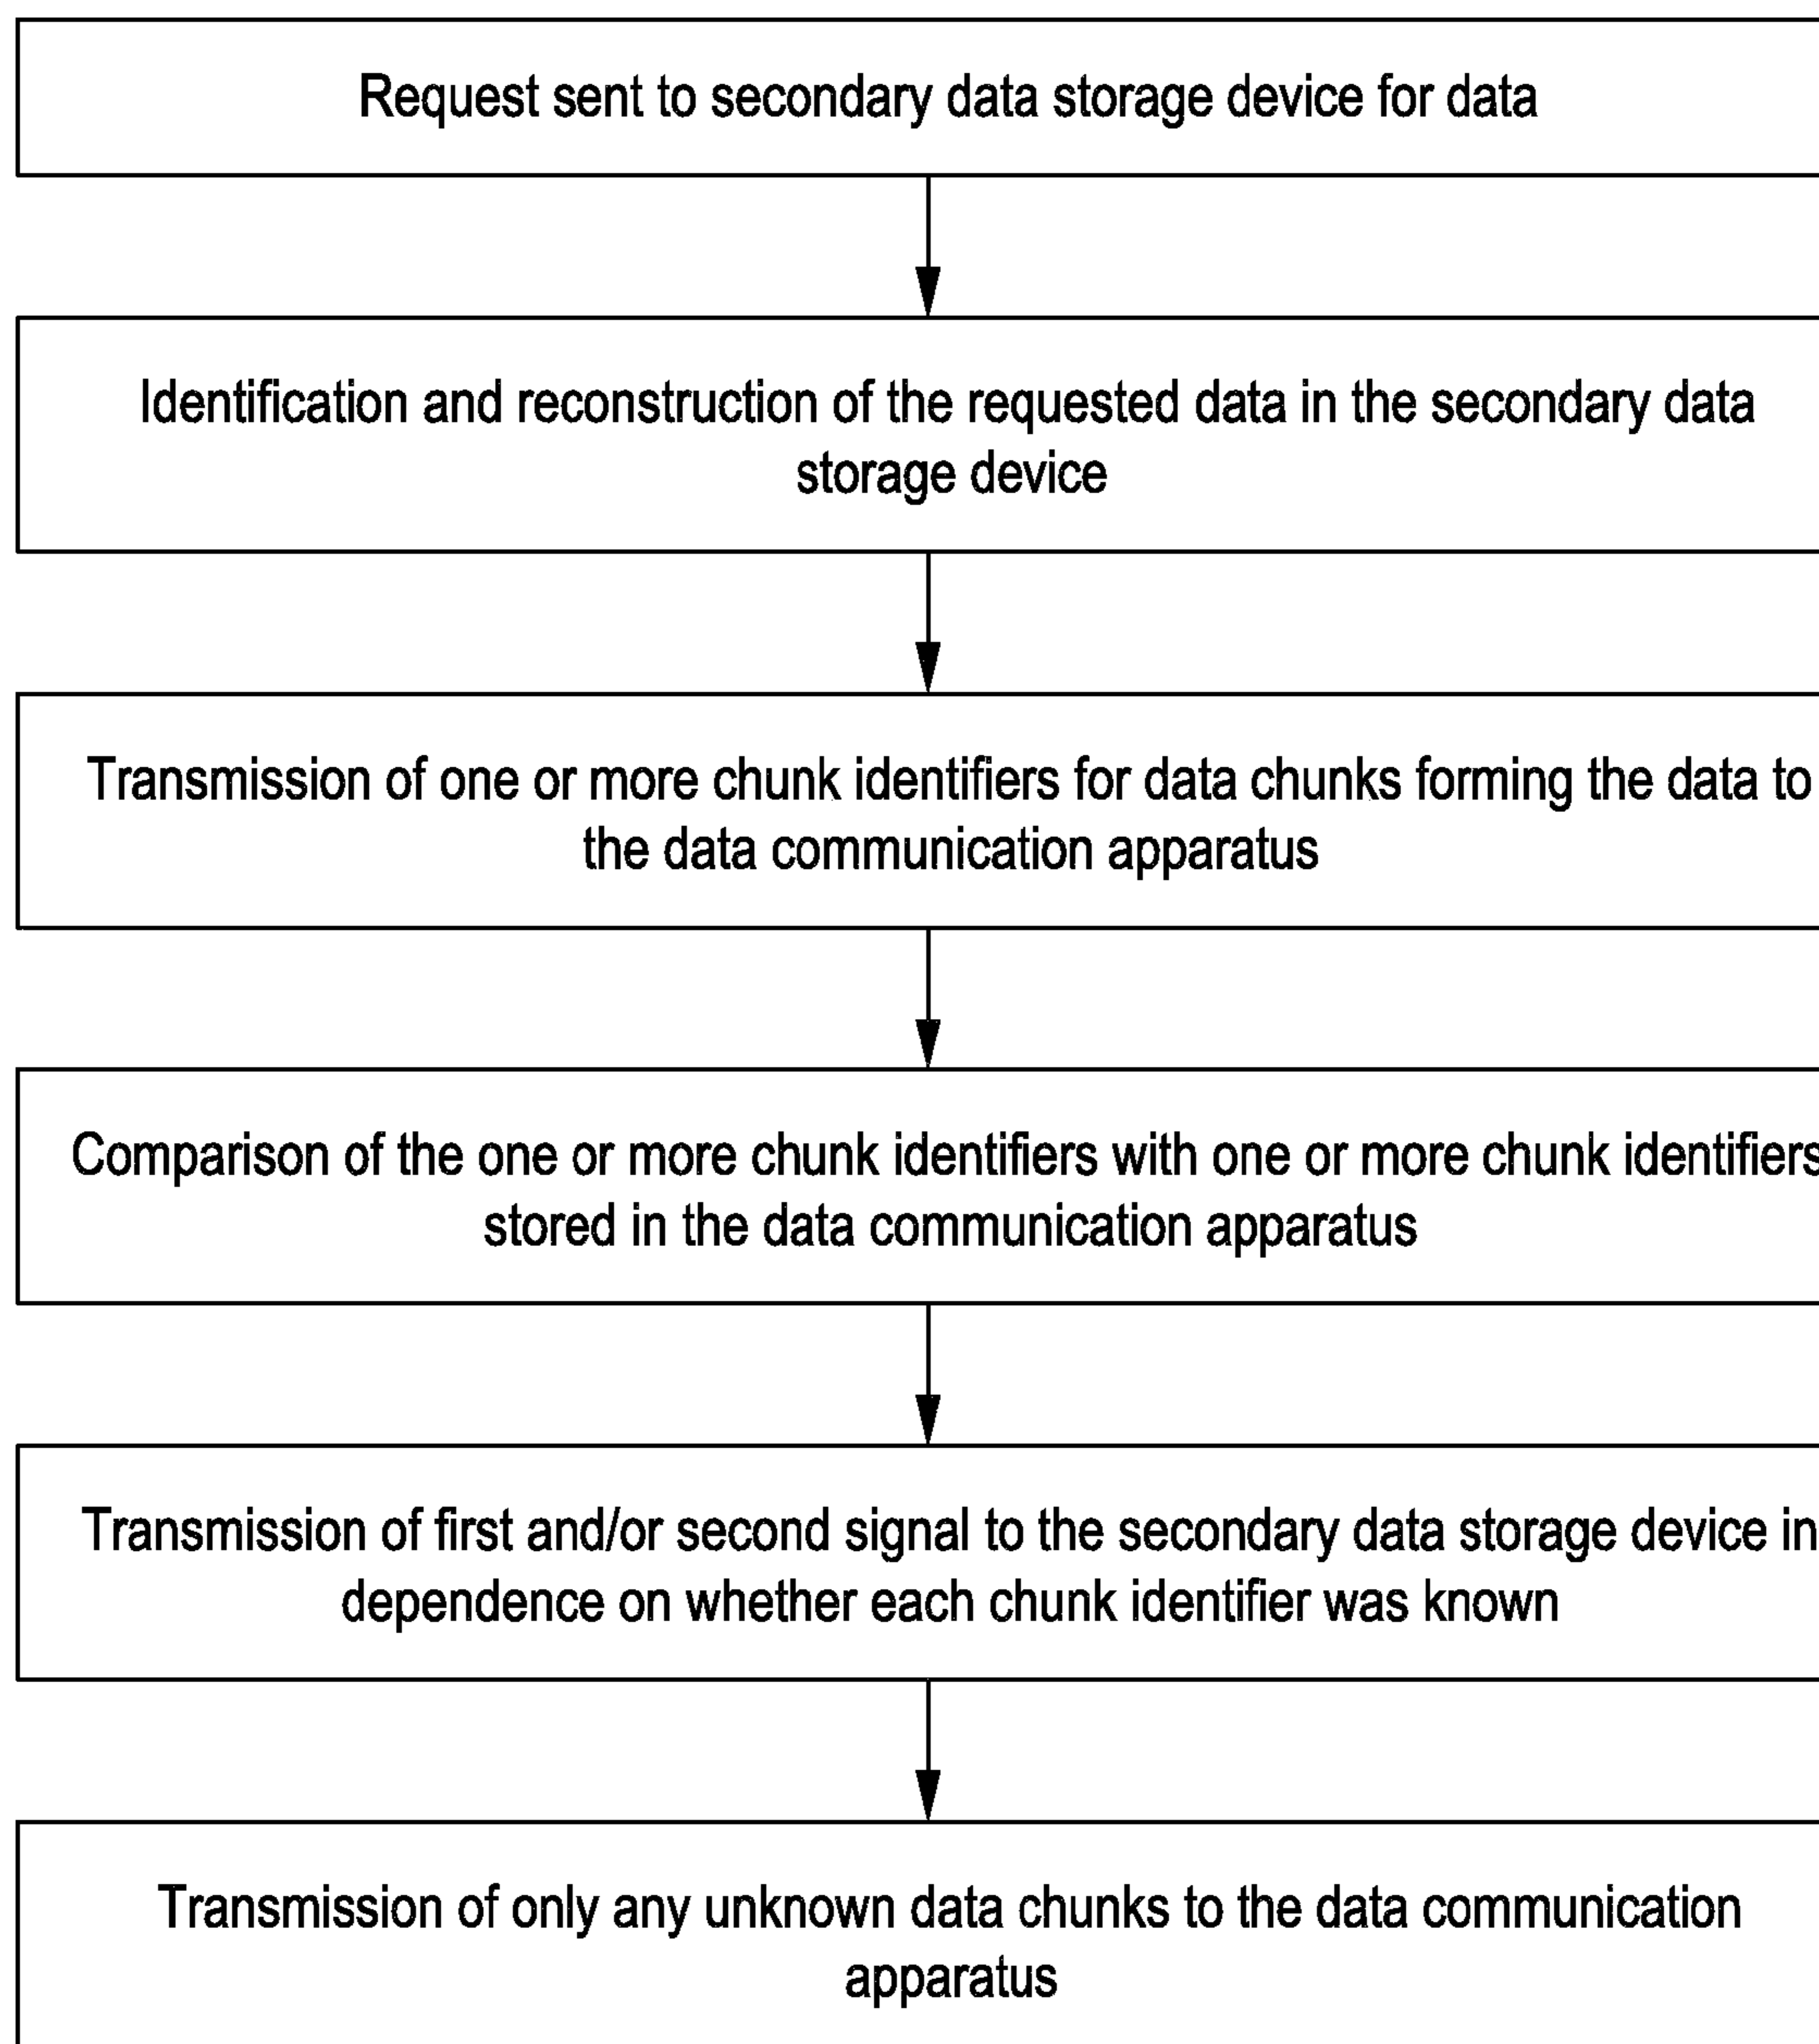 Request sent to secondary data storage device for data
Identification and reconstruction of the requested data in the secondary data
storage device
Transmission of one or more chunk identifiers for data chunks forming the data to
the data communication apparatus
Comparison of the one or more chunk identifiers with one or more chunk identifiers
stored in the data communication apparatus
Transmission of first and/or second signal to the secondary data storage device in
dependence on whether each chunk identifier was known
Transmission of only any unknown data chunks to the data communication
apparatus